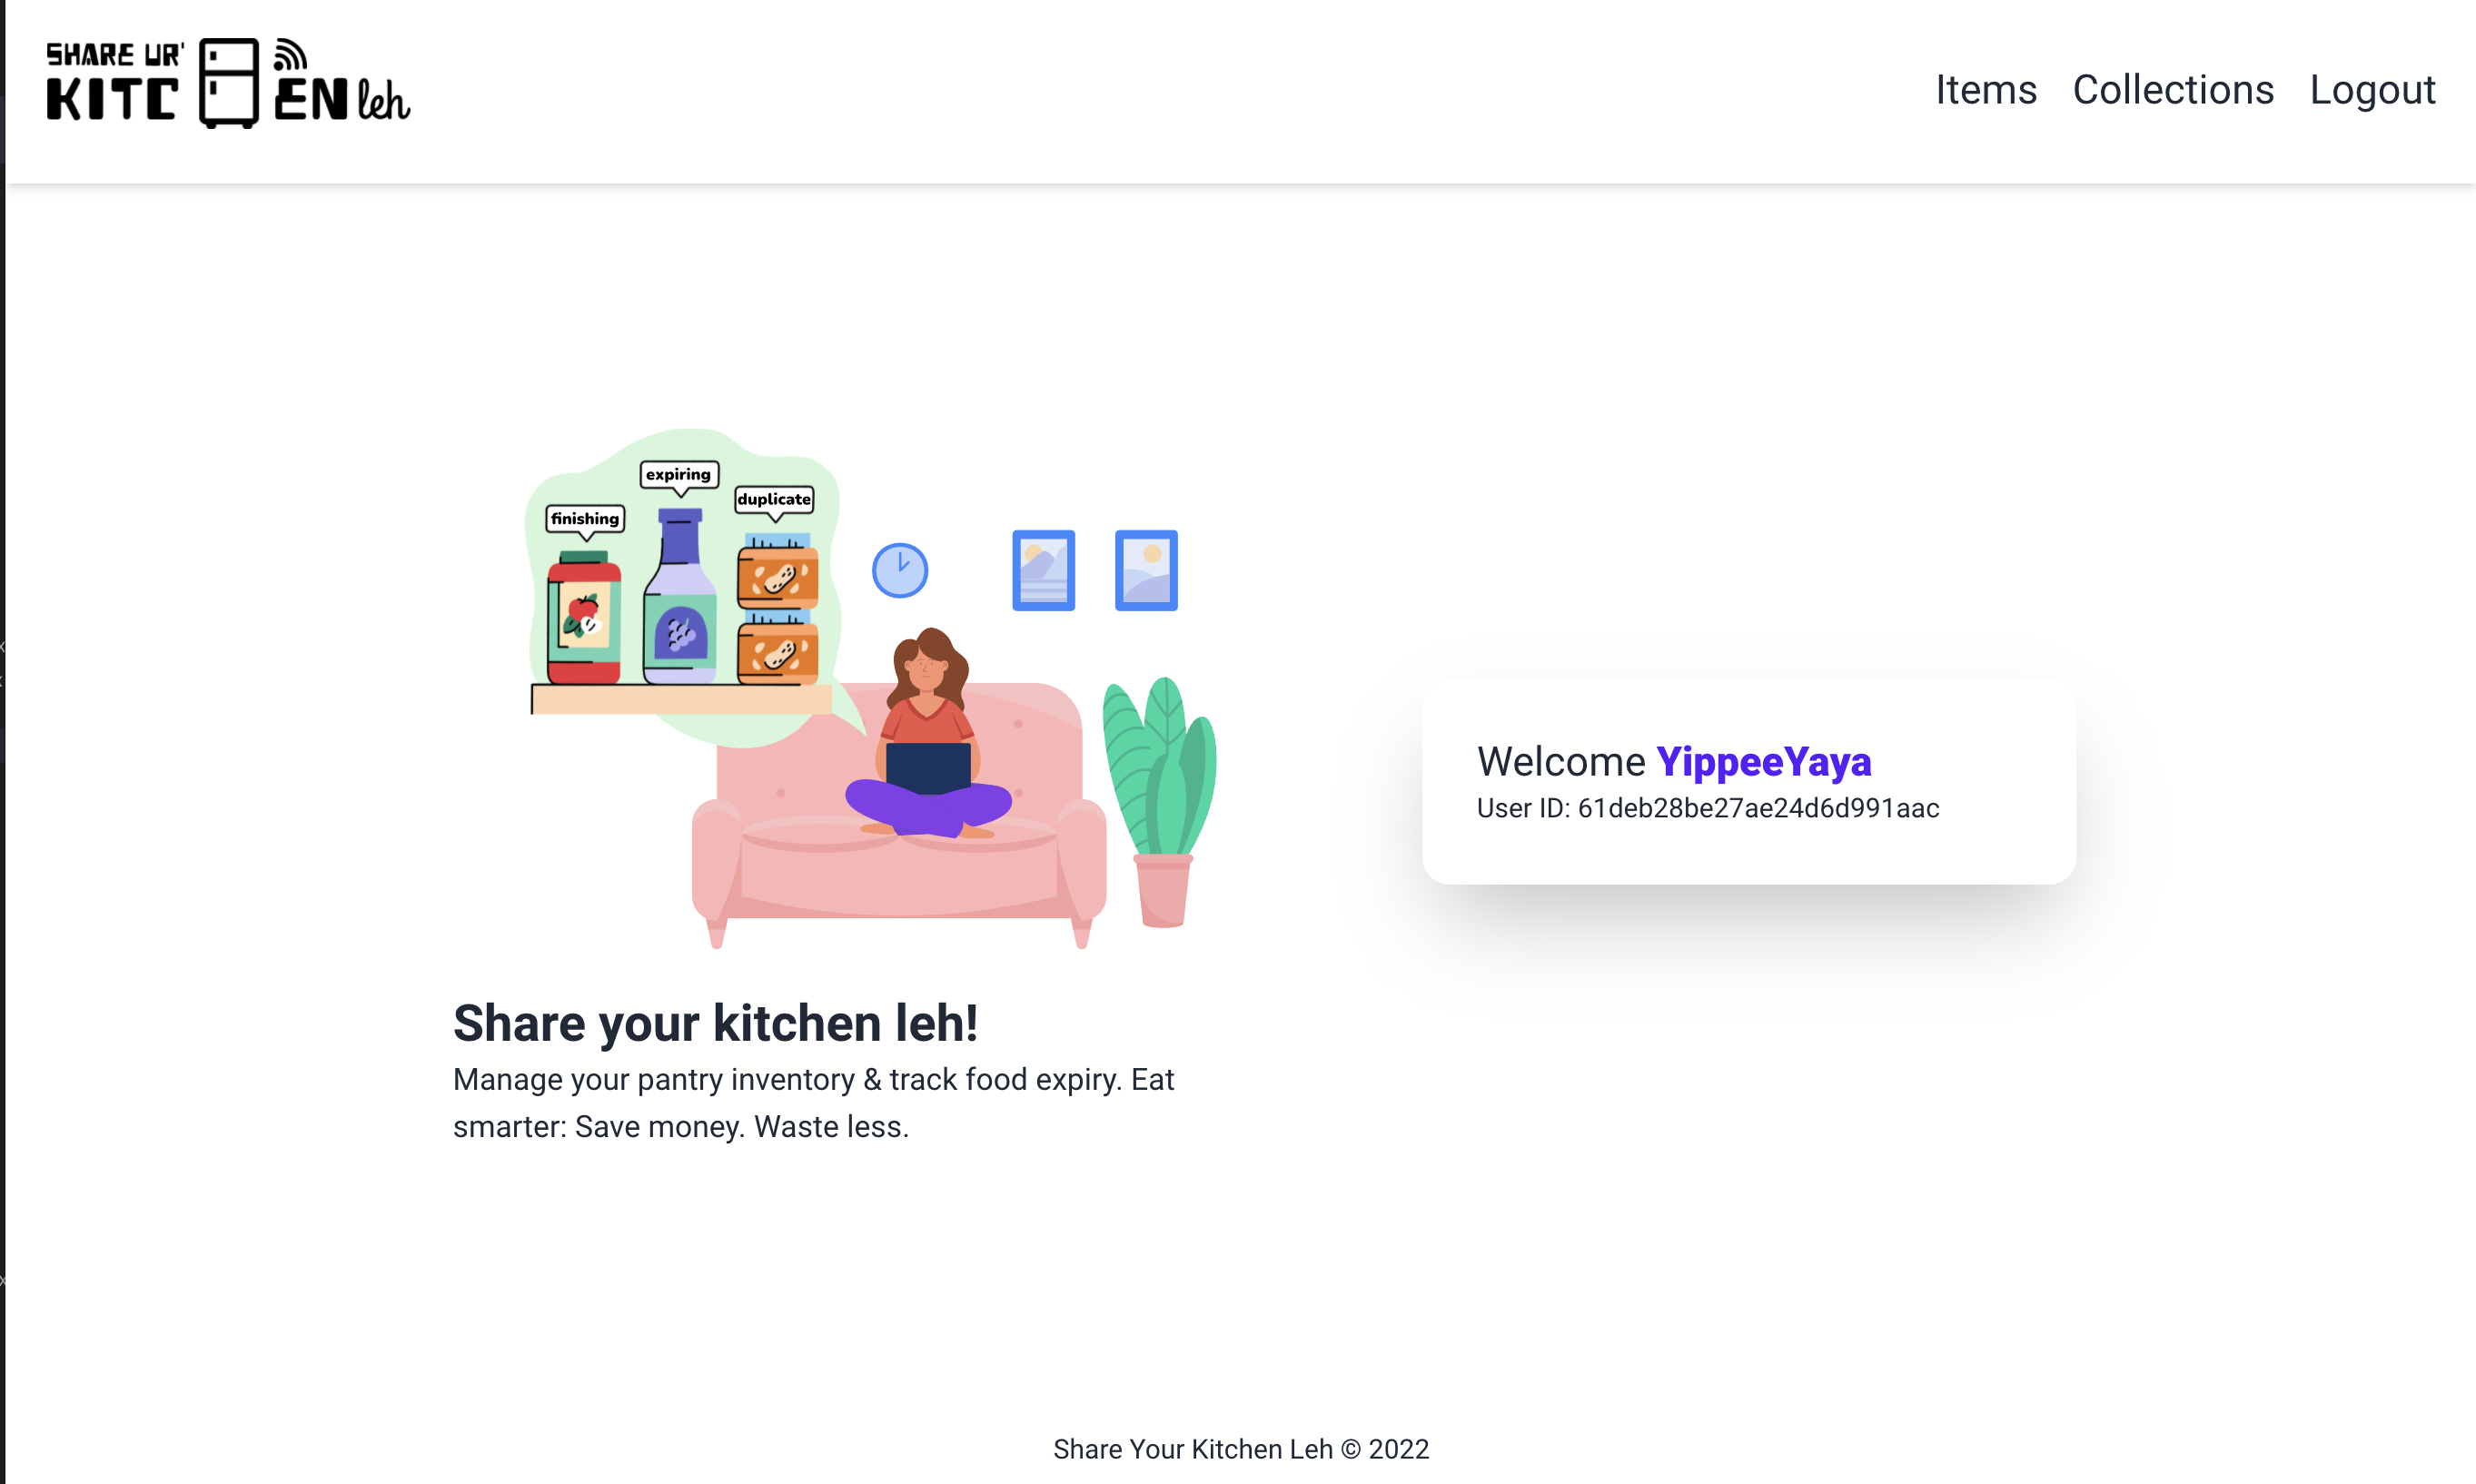 SHARE UR'
KITC EN leh
Items Collections Logout
expiring
duplicate
finishing
Welcome YippeeYaya
User ID: 61deb28be27ae24d6d991aac
Share your kitchen leh!
Manage your pantry inventory & track food expiry. Eat
smarter: Save money. Waste less.
Share Your Kitchen Leh © 2022